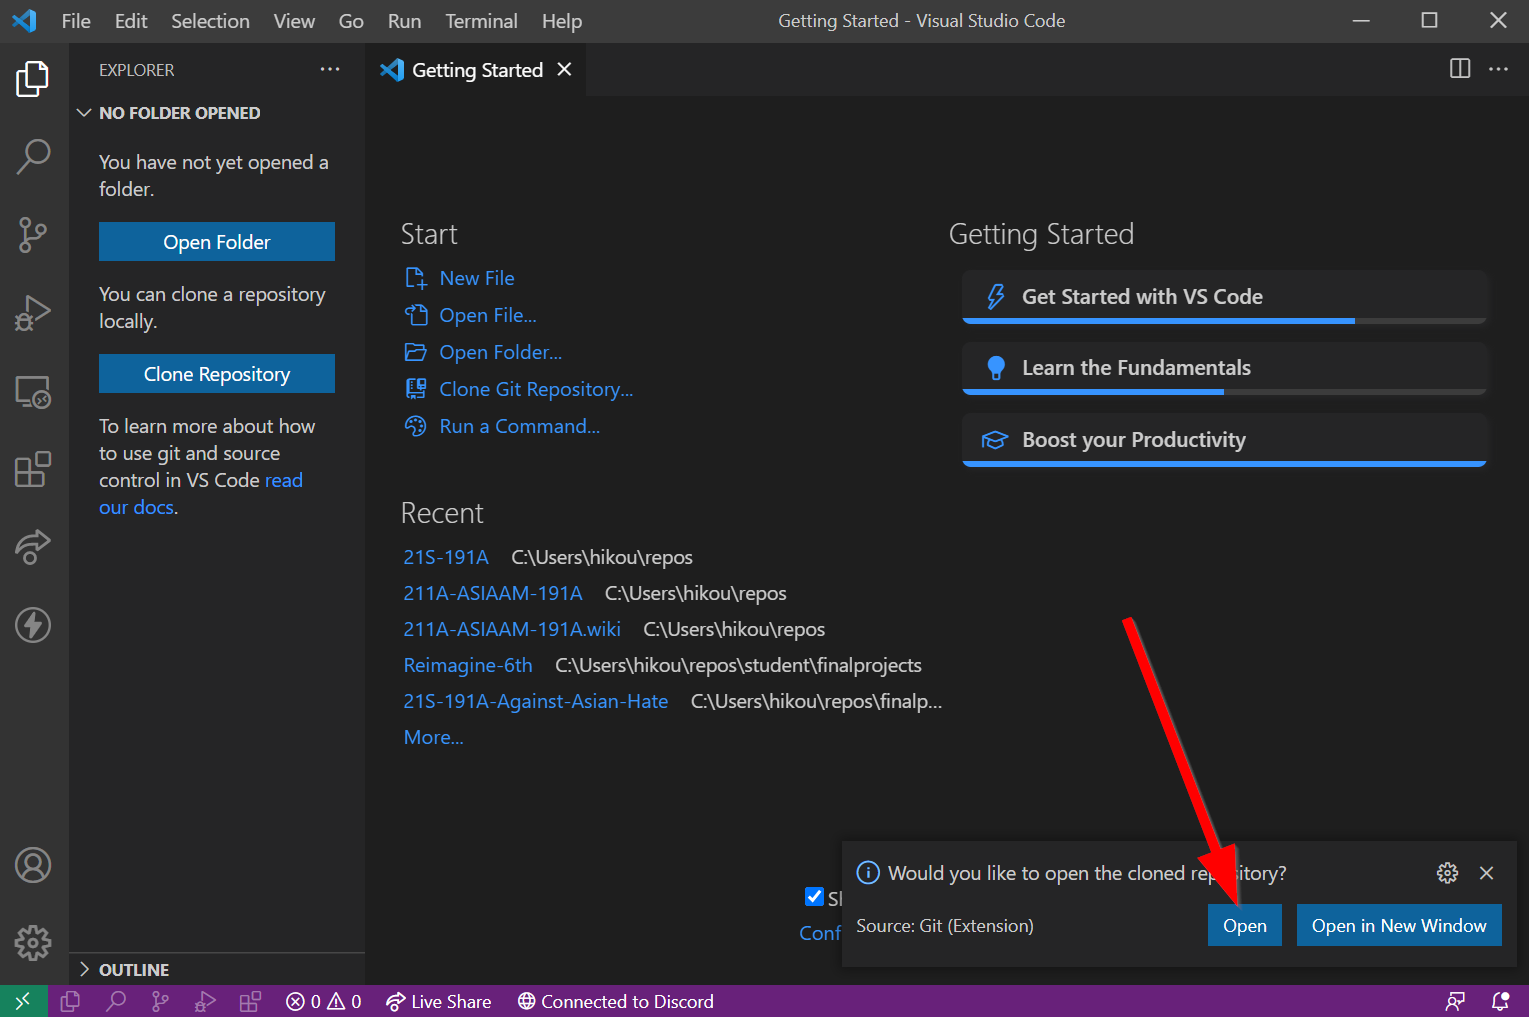 File Edit Selection View Go Run Terminal Help
Getting Started - Visual Studio Code
EXPLORER
Getting Started
NO FOLDER OPENED
You have not yet opened a
folder.
Open Folder
You can clone a repository
locally.
Clone Repository
To learn more about how
to use git and source
control in VS Code read
our docs.
OUTLINE
Start
New File
Open File...
Open Folder...
Clone Git Repository...
Run a Command...
Recent
21S-191A C:\Users\hikou\repos
211A-ASIAAM-191A C:\Users\hikou\repos
211A-ASIAAM-191A.wiki C:\Users\hikou\repos
Reimagine-6th C:\Users\hikou\repos\student\finalprojects
21S-191A-Against-Asian-Hate C:\Users\hikou\repos\finalp...
More...
Getting Started
Get Started with VS Code
Learn the Fundamentals
Boost your Productivity
Would you like to open the cloned repository?
Source: Git (Extension)
Open
Open in New Window
0 0 Live Share Connected to Discord